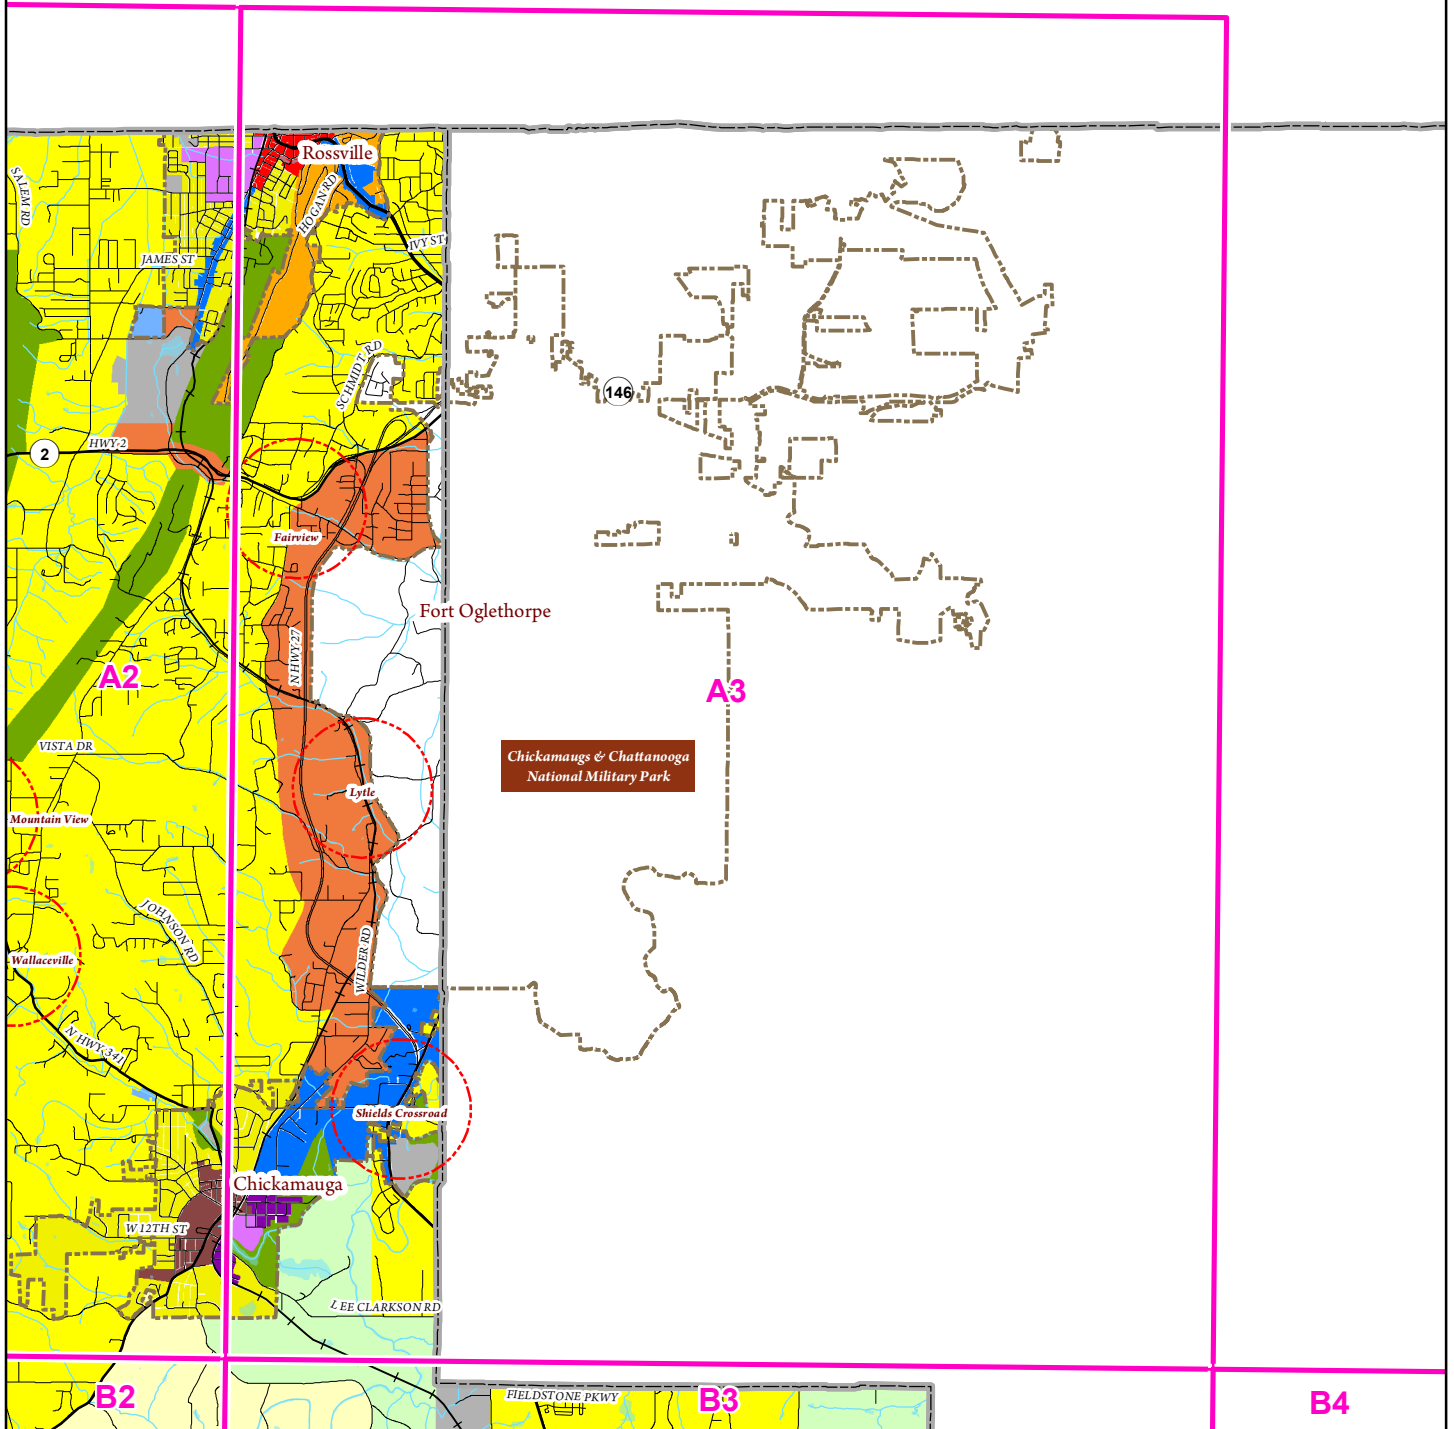 Rossville
SALEM RD
HOGAN RD
IVY ST
JAMES ST
SCHMIDT RD
146
HWY 2
2
Fairview
Fort Oglethorpe
N HWY 27
A2
A3
VISTA DR
Chickamaugs & Chattanooga
National Military Park
Lytle
Mountain View
JOHNSON RD
WILDER RD
Wallaceville
N HWY 341
Shields Crossroad
Chickamauga
W 12TH ST
LEE CLARKSON RD
B2
FIELDSTONE PKWY
B3
B4